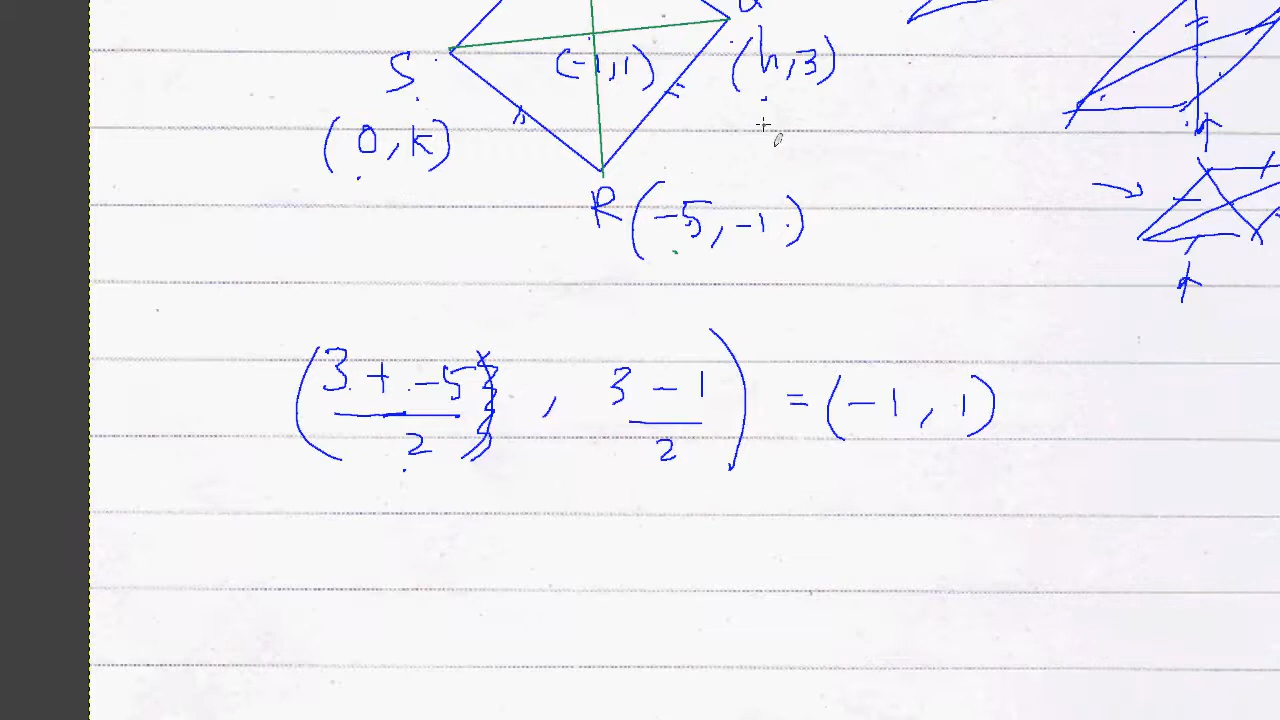 S (-1,1) (h,3)
(0,k)
R (-5,-1)
(3 + -5 / 2 , 3 - 1 / 2) = (-1, 1)